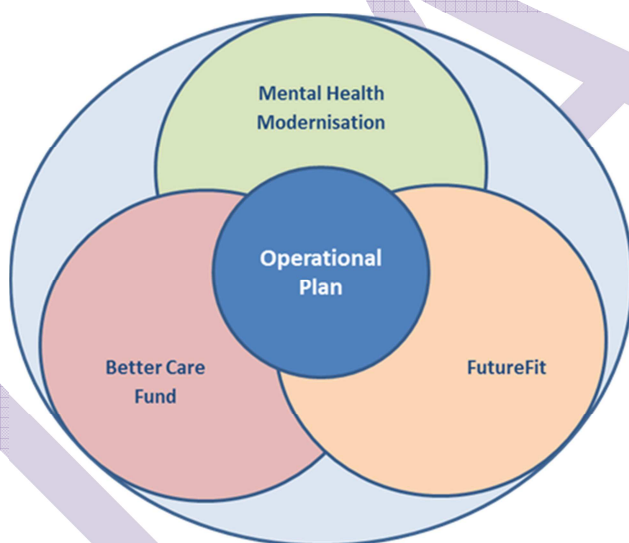 Mental Health
Modernisation
Operational
Plan
Better Care
Fund
FutureFit